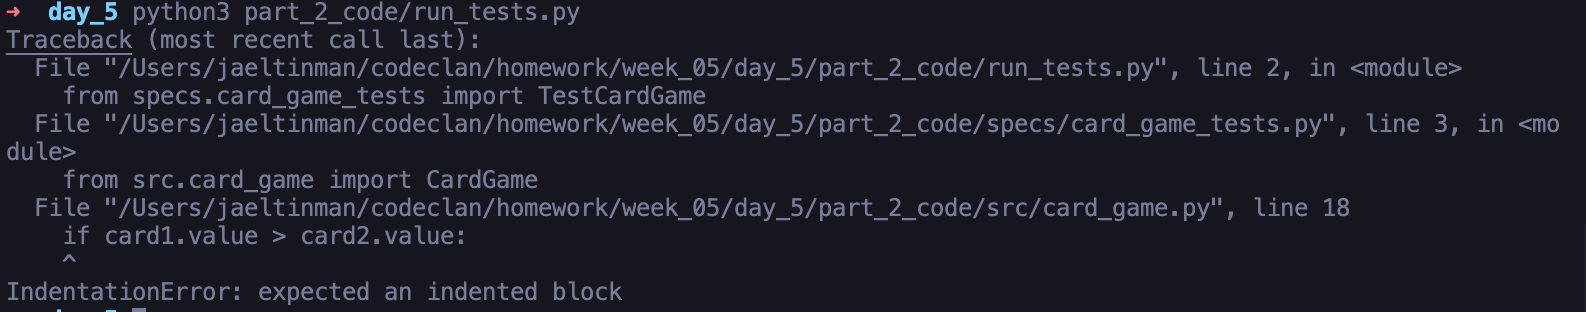 ➜  day_5 python3 part_2_code/run_tests.py
Traceback (most recent call last):
  File "/Users/jaeltinman/codeclan/homework/week_05/day_5/part_2_code/run_tests.py", line 2, in <module>
    from specs.card_game_tests import TestCardGame
  File "/Users/jaeltinman/codeclan/homework/week_05/day_5/part_2_code/specs/card_game_tests.py", line 3, in <mo
dule>
    from src.card_game import CardGame
  File "/Users/jaeltinman/codeclan/homework/week_05/day_5/part_2_code/src/card_game.py", line 18
    if card1.value > card2.value:
    ^
IndentationError: expected an indented block